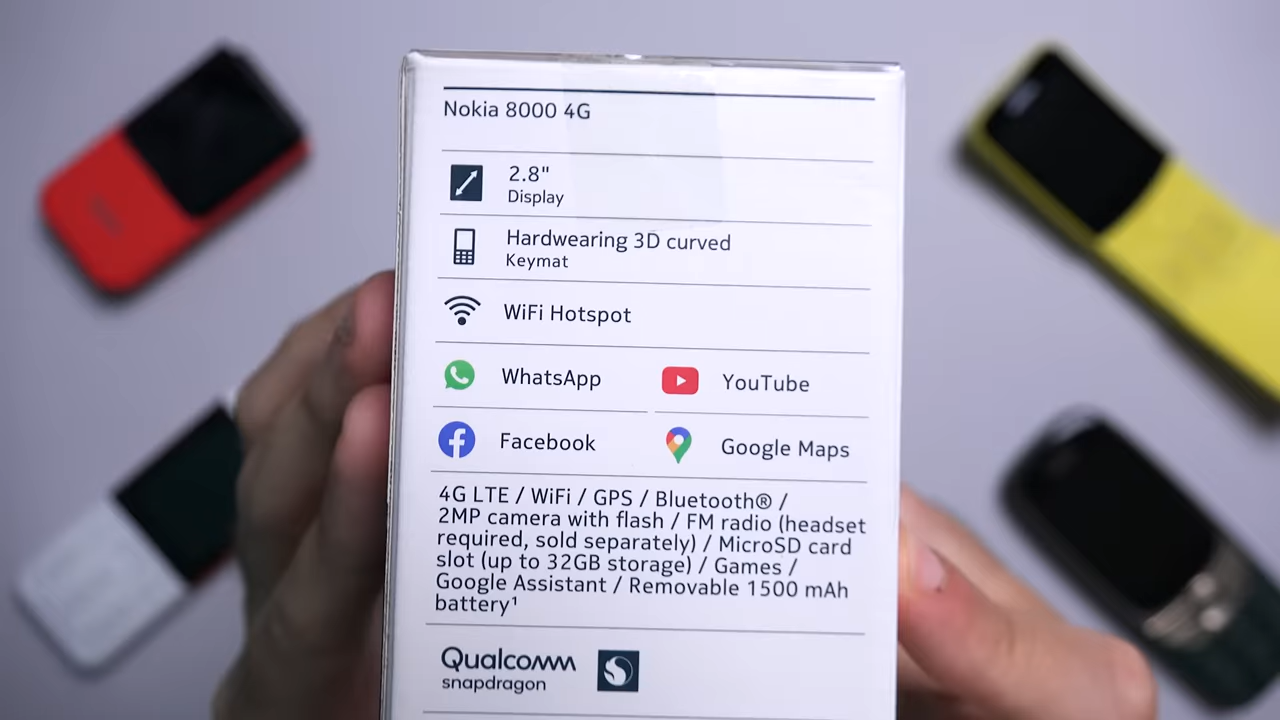 Nokia 8000 4G
2.8"
Display
Hardwearing 3D curved
Keymat
WiFi Hotspot
WhatsApp
YouTube
Facebook
Google Maps
4G LTE / WiFi / GPS / Bluetooth® /
2MP camera with flash / FM radio (headset
required, sold separately) / MicroSD card
slot (up to 32GB storage) / Games /
Google Assistant / Removable 1500 mAh
battery¹
Qualcomm
snapdragon